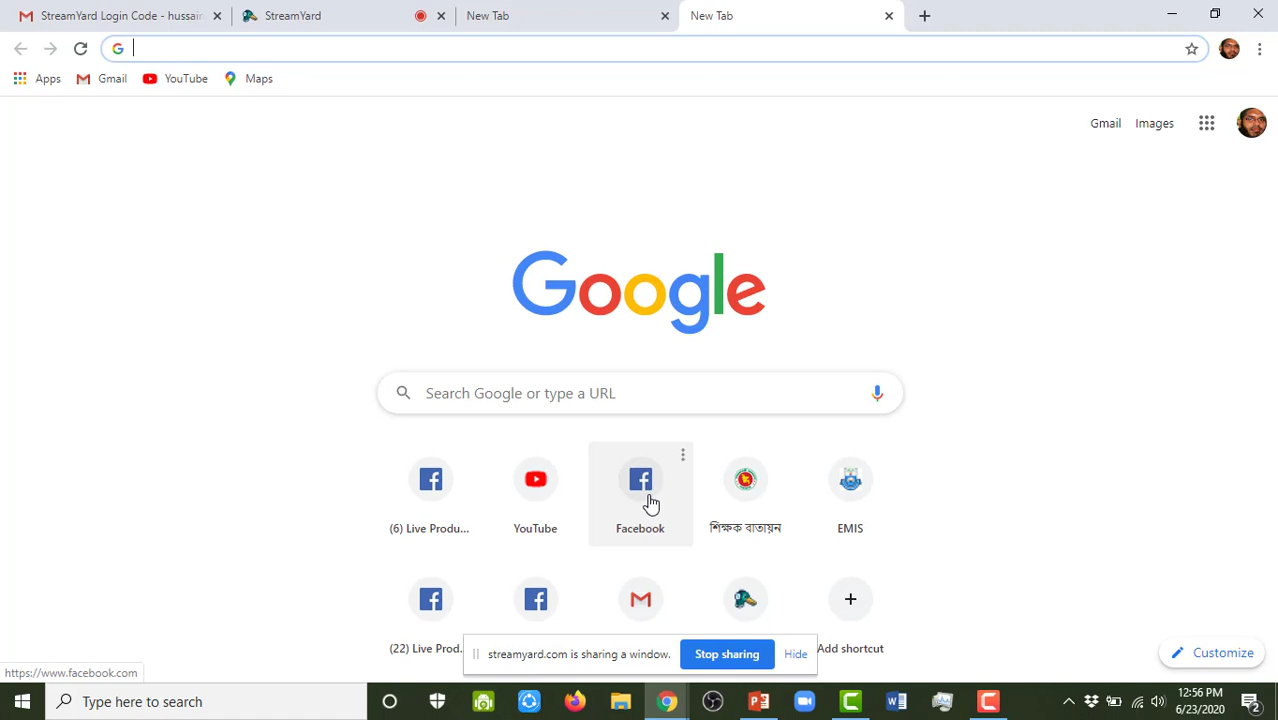 StreamYard Login Code - hussain
StreamYard
New Tab
New Tab
Apps
Gmail
YouTube
Maps
Gmail
Images
Google
Search Google or type a URL
(6) Live Produ...
YouTube
Facebook
শিক্ষক বাতায়ন
EMIS
(22) Live Prod.
Add shortcut
streamyard.com is sharing a window.
Stop sharing
Hide
Customize
https://www.facebook.com
Type here to search
12:56 PM
6/23/2020
2